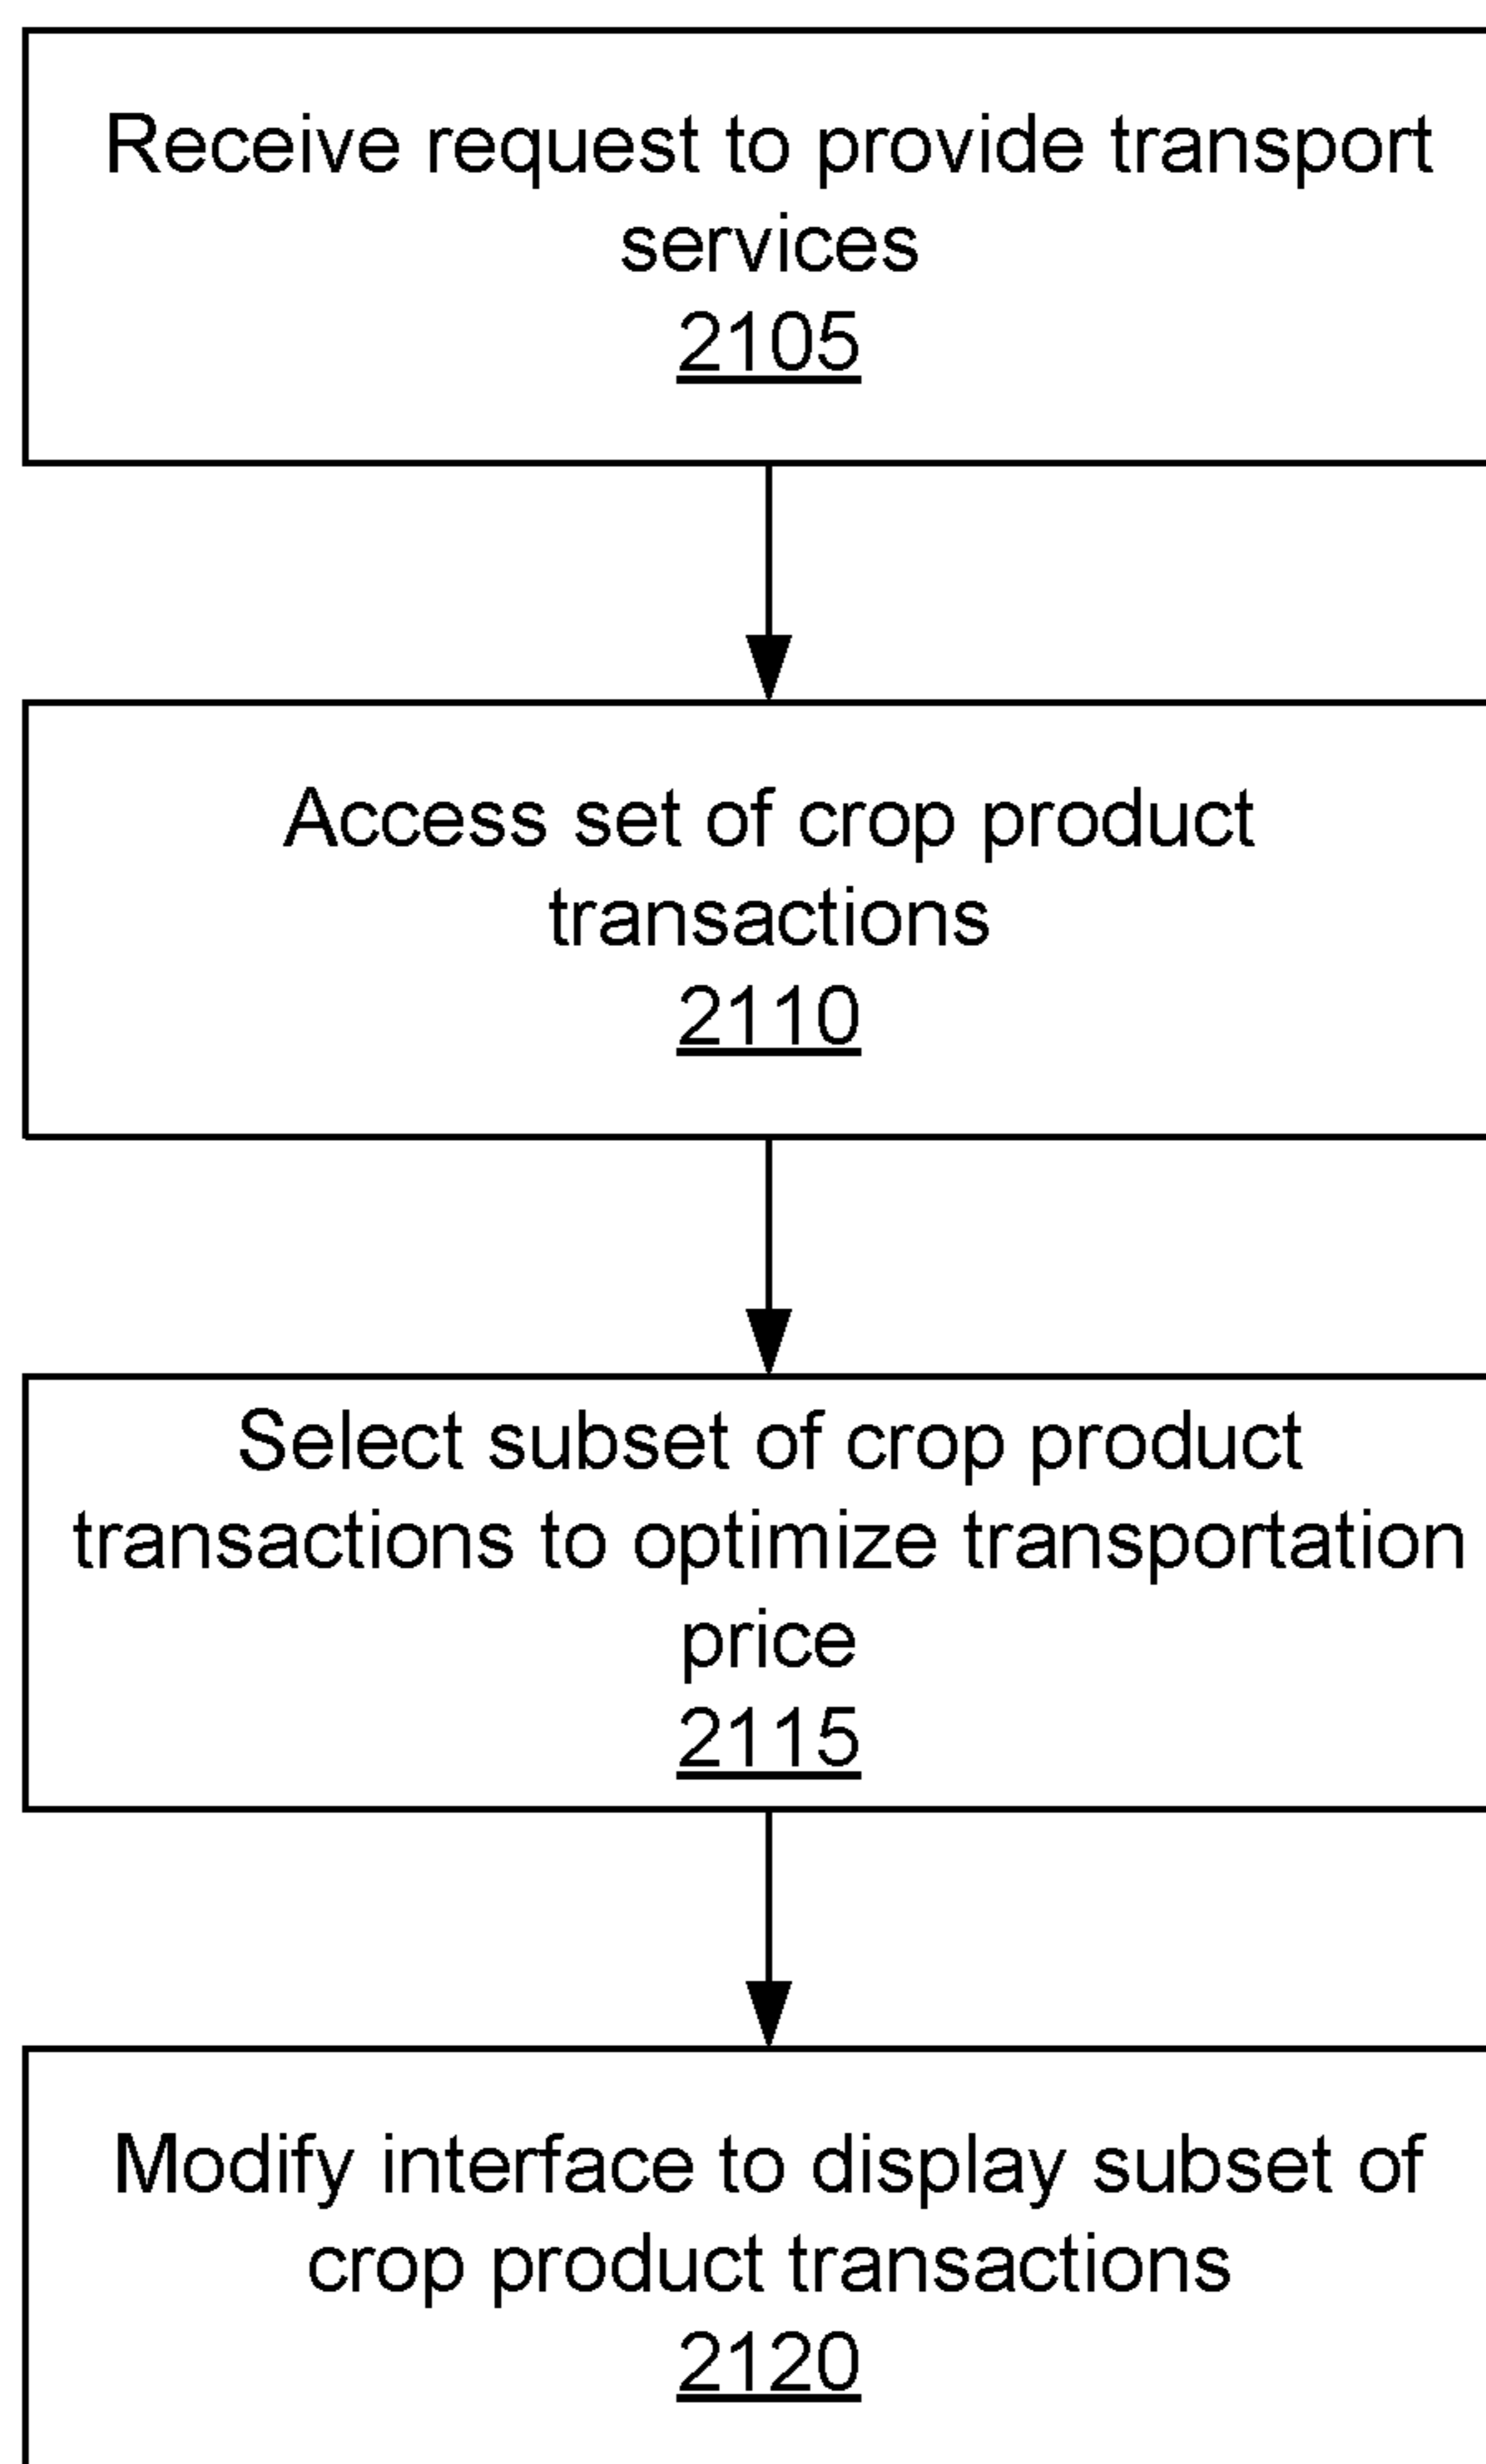 Receive request to provide transport
services
2105
Access set of crop product
transactions
2110
Select subset of crop product
transactions to optimize transportation
price
2115
Modify interface to display subset of
crop product transactions
2120